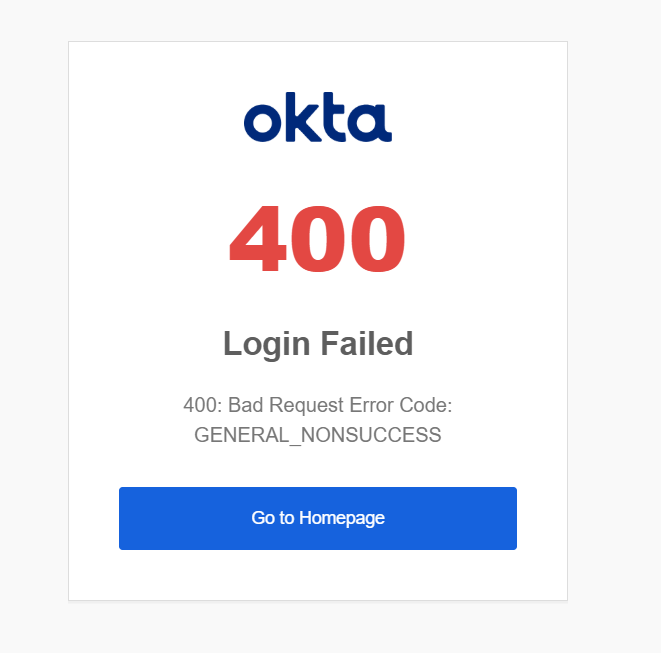 okta
400
Login Failed
400: Bad Request Error Code:
GENERAL_NONSUCCESS
Go to Homepage